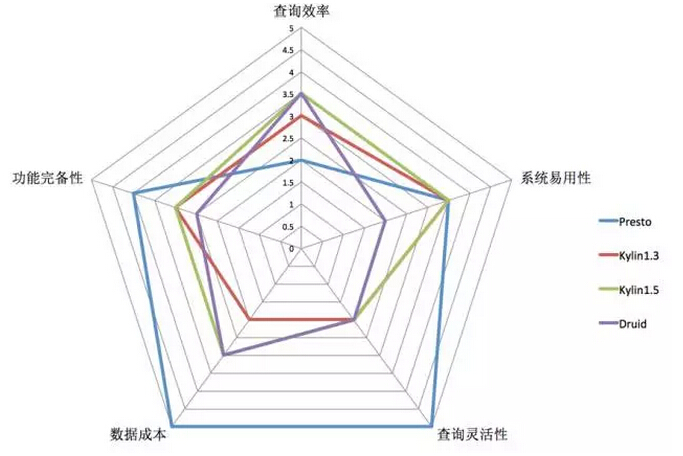 查询效率
5
4.5
4
3.5
3
2.5
2
1.5
1
0.5
0
功能完备性
系统易用性
Presto
Kylin1.3
Kylin1.5
Druid
数据成本
查询灵活性